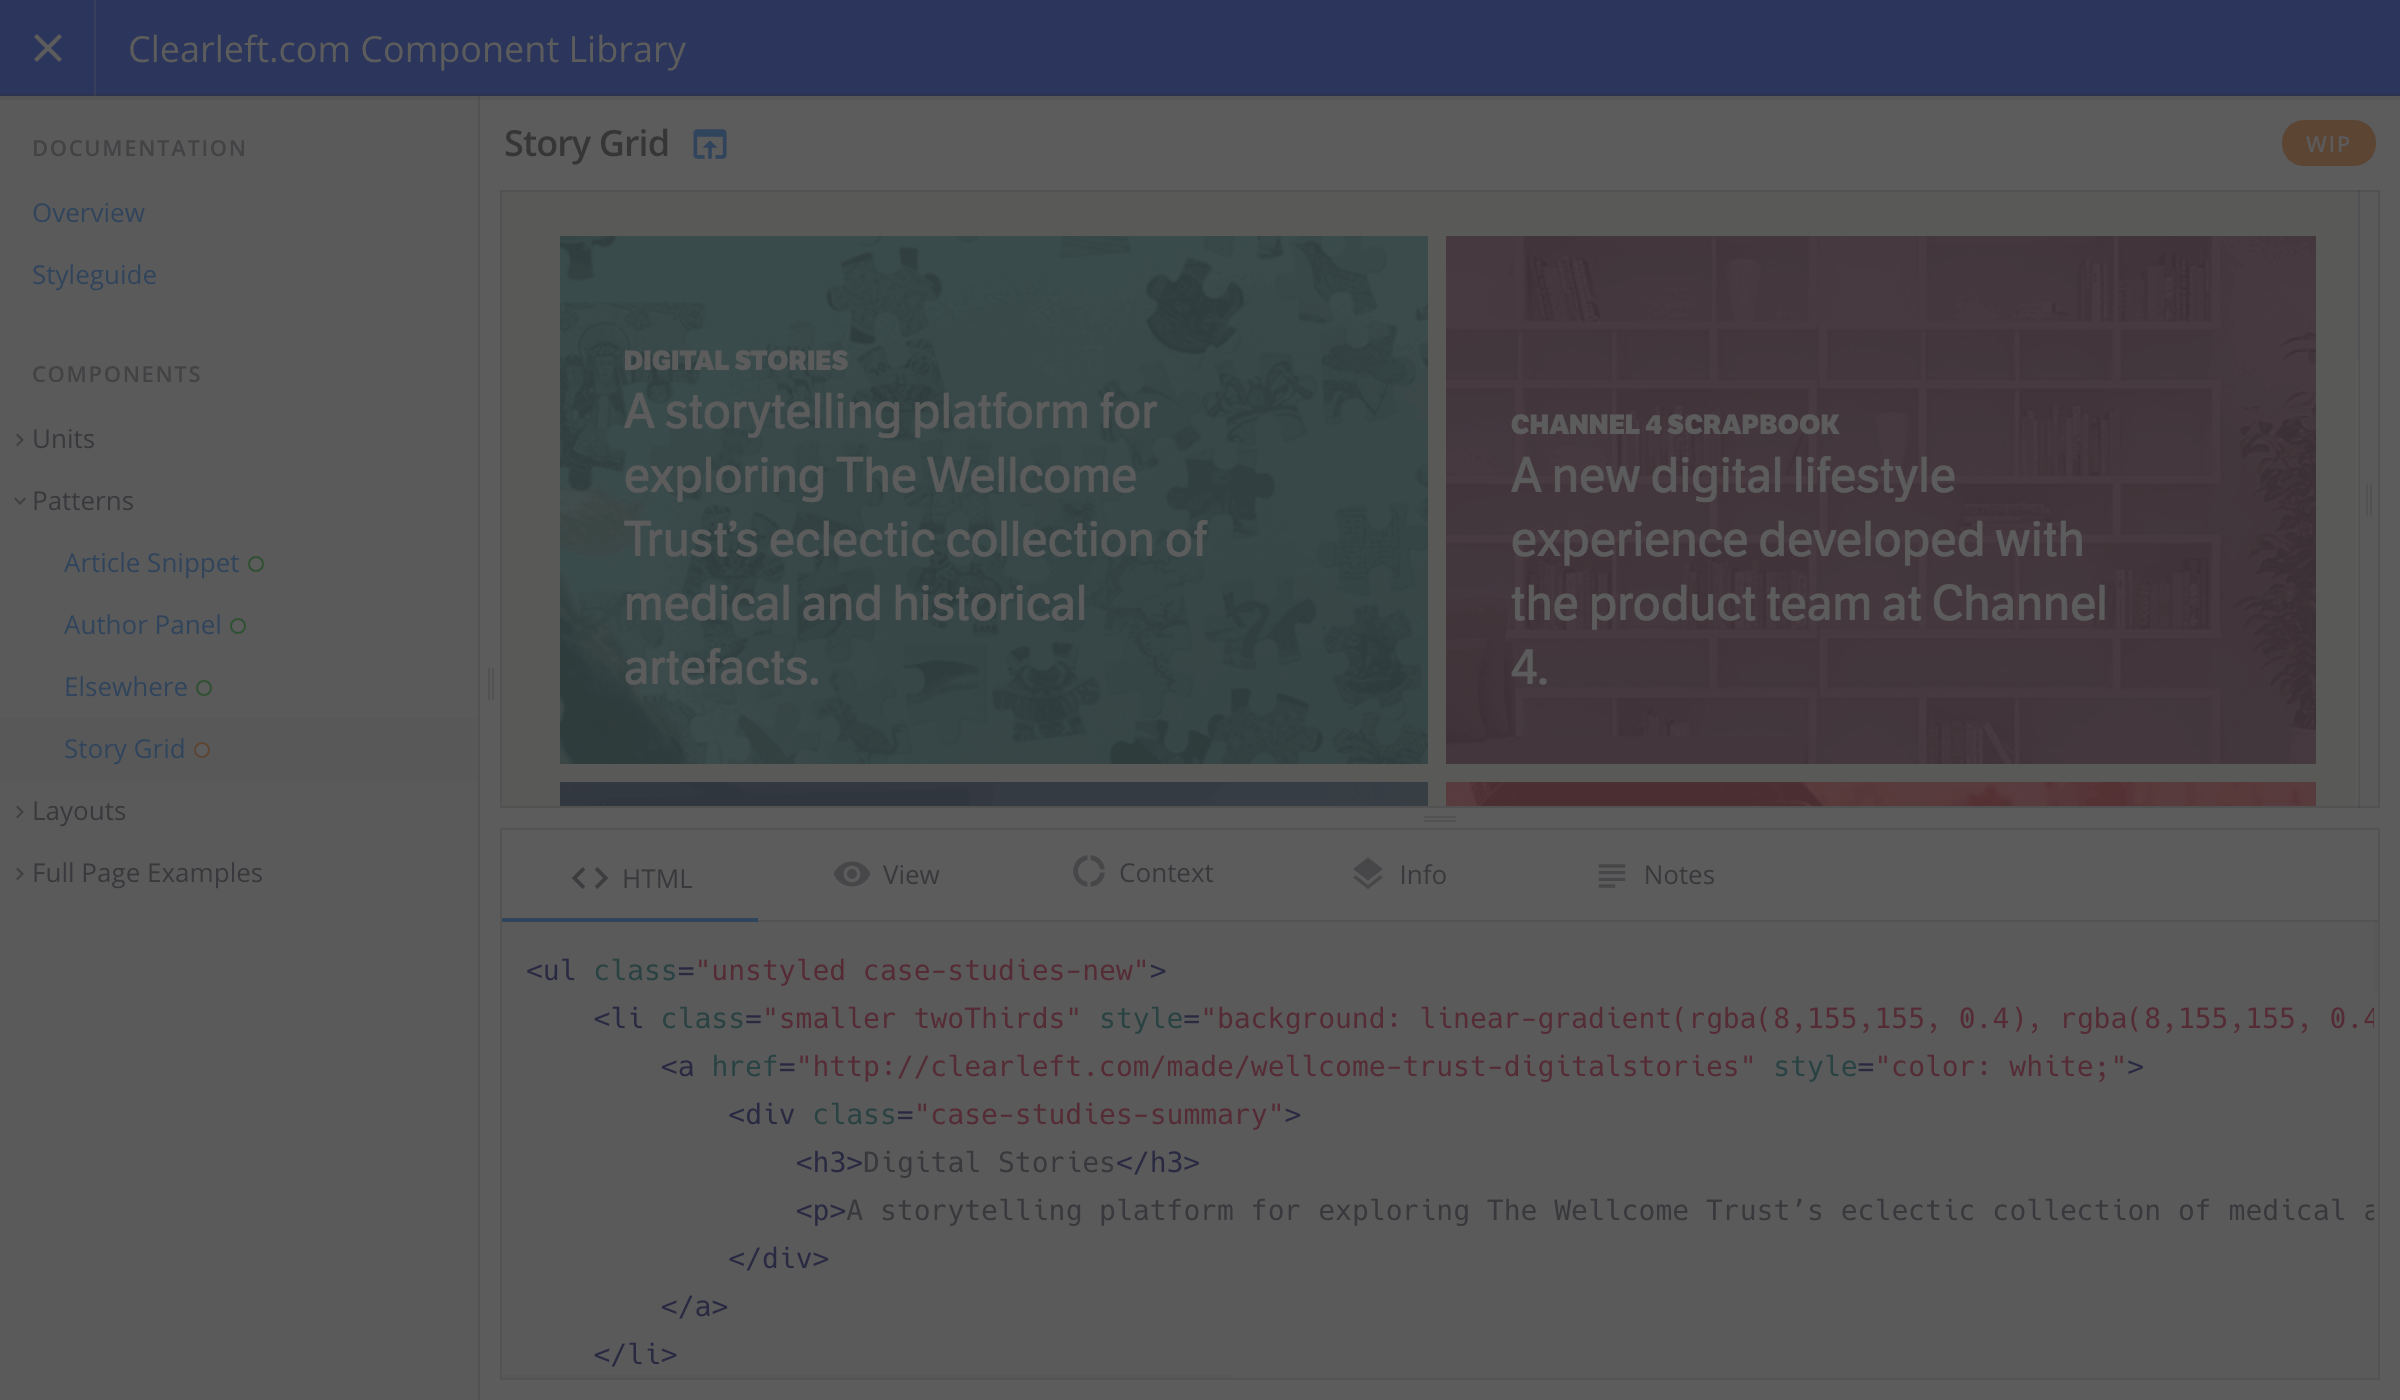 Clearleft.com Component Library
DOCUMENTATION
Overview
Styleguide
COMPONENTS
Units
Patterns
Article Snippet
Author Panel
Elsewhere
Story Grid
Layouts
Full Page Examples
Story Grid
WIP
DIGITAL STORIES
A storytelling platform for
exploring The Wellcome
Trust’s eclectic collection of
medical and historical
artefacts.
CHANNEL 4 SCRAPBOOK
A new digital lifestyle
experience developed with
the product team at Channel
4.
HTML
View
Context
Info
Notes
<ul class="unstyled case-studies-new">
<li class="smaller twoThirds" style="background: linear-gradient(rgba(8,155,155, 0.4), rgba(8,155,155, 0.4
<a href="http://clearleft.com/made/wellcome-trust-digitalstories" style="color: white;">
<div class="case-studies-summary">
<h3>Digital Stories</h3>
<p>A storytelling platform for exploring The Wellcome Trust’s eclectic collection of medical a
</div>
</a>
</li>